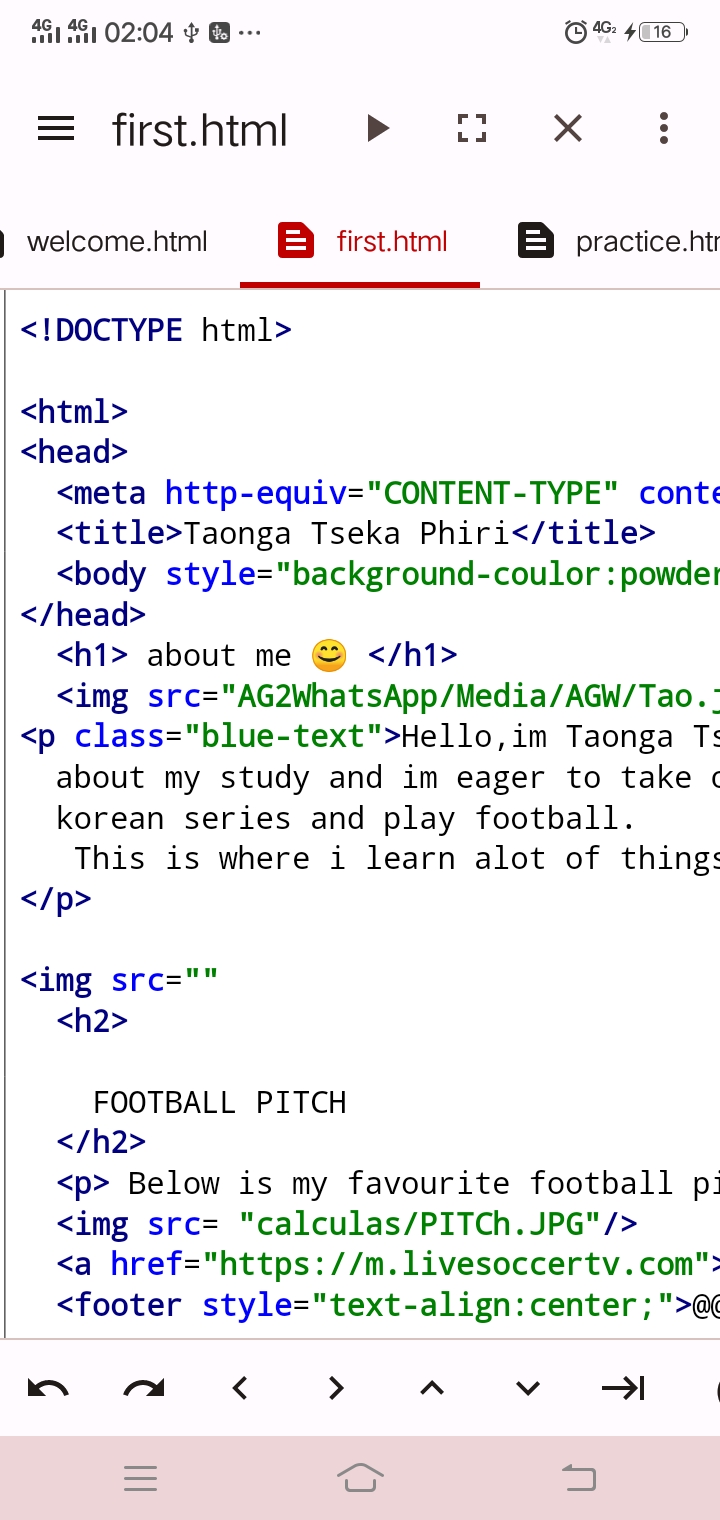 4G 4G 02:04 ... 4G2 16
first.html
welcome.html first.html practice.htm
<!DOCTYPE html>
<html>
<head>
<meta http-equiv="CONTENT-TYPE" conte
<title>Taonga Tseka Phiri</title>
<body style="background-coulor:powder
</head>
<h1> about me 😊 </h1>
<img src="AG2WhatsApp/Media/AGW/Tao.j
<p class="blue-text">Hello,im Taonga Ts
about my study and im eager to take
korean series and play football.
This is where i learn alot of things
</p>
<img src=""
<h2>
FOOTBALL PITCH
</h2>
<p> Below is my favourite football pi
<img src= "calculas/PITCh.JPG"/>
<a href="https://m.livesoccertv.com">
<footer style="text-align:center;">@@